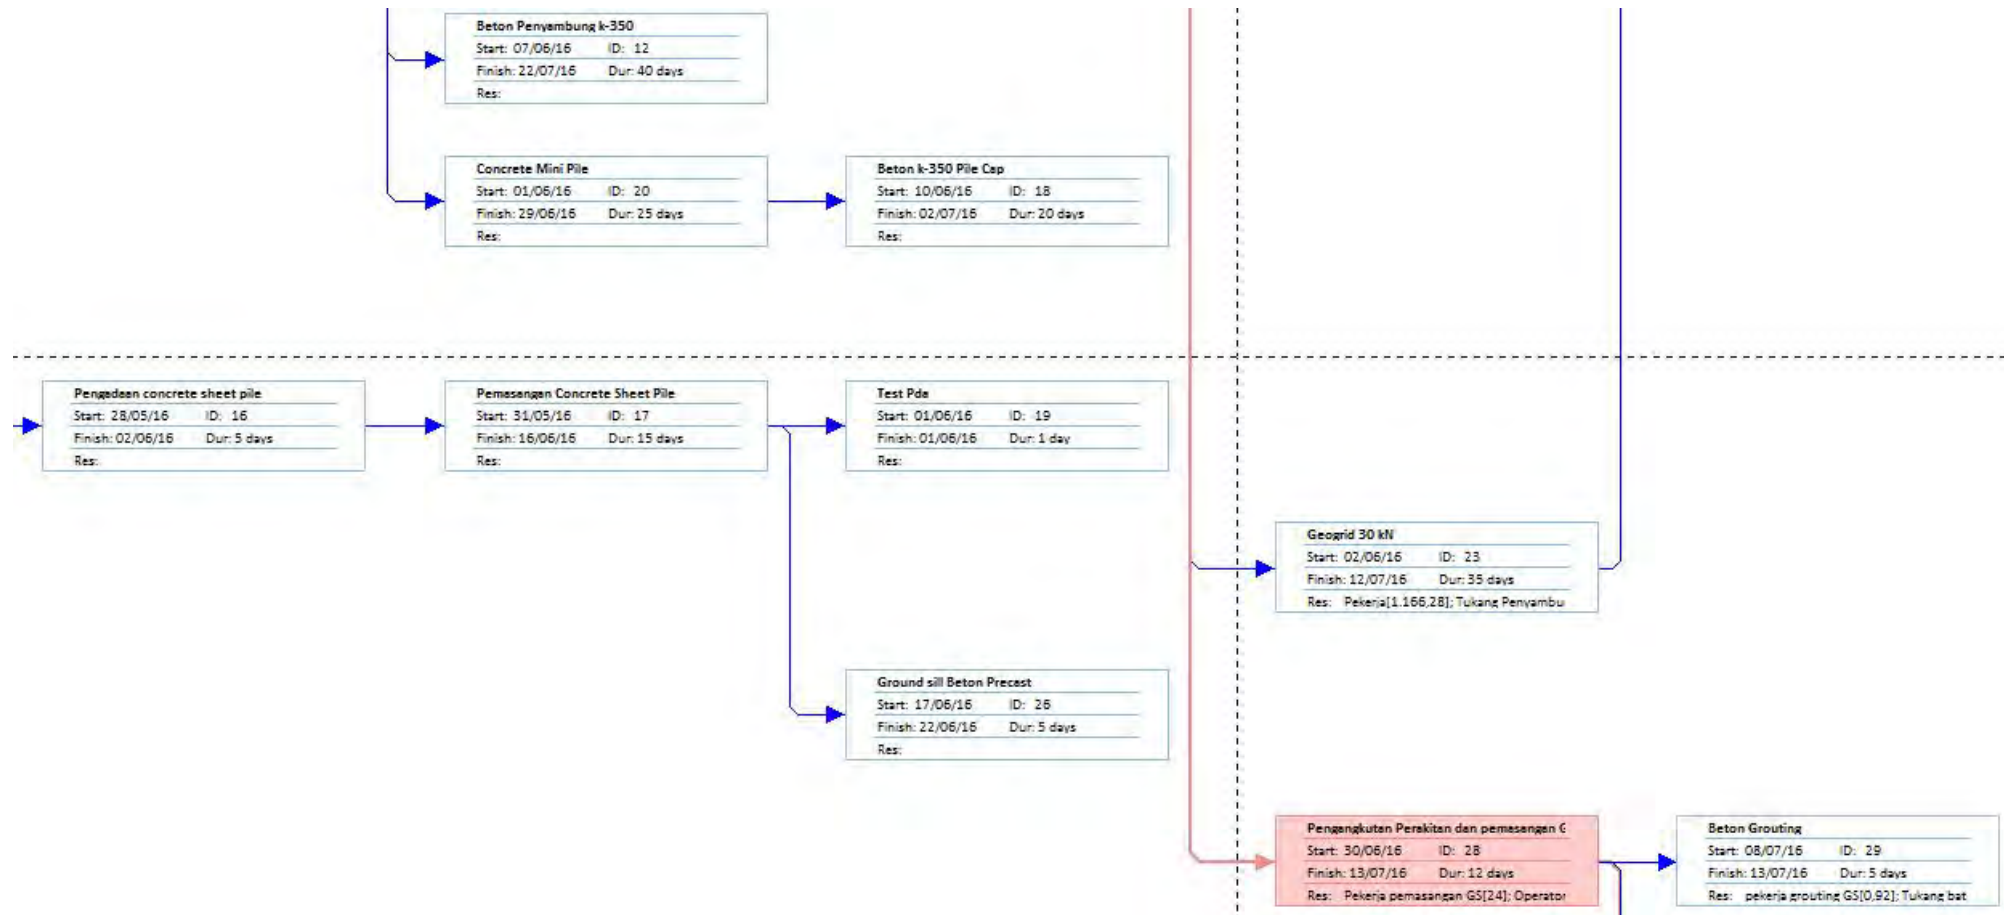 Beton Penyambung k-350
Start: 07/06/16 ID: 12
Finish: 22/07/16 Dur: 40 days
Res:
Concrete Mini Pile
Start: 01/06/16 ID: 20
Finish: 29/06/16 Dur: 25 days
Res:
Beton k-350 Pile Cap
Start: 10/06/16 ID: 18
Finish: 02/07/16 Dur: 20 days
Res:
Pengadaan concrete sheet pile
Start: 28/05/16 ID: 16
Finish: 02/06/16 Dur: 5 days
Res:
Pemasangan Concrete Sheet Pile
Start: 31/05/16 ID: 17
Finish: 16/06/16 Dur: 15 days
Res:
Test Pda
Start: 01/06/16 ID: 19
Finish: 01/06/16 Dur: 1 day
Res:
Geogrid 30 kN
Start: 02/06/16 ID: 23
Finish: 12/07/16 Dur: 35 days
Res: Pekerja[1.166,28]; Tukang Penyambu
Ground sill Beton Precast
Start: 17/06/16 ID: 26
Finish: 22/06/16 Dur: 5 days
Res:
Pengangkutan Perakitan dan pemasangan G
Start: 30/06/16 ID: 28
Finish: 13/07/16 Dur: 12 days
Res: Pekerja pemasangan GS[24]; Operator
Beton Grouting
Start: 08/07/16 ID: 29
Finish: 13/07/16 Dur: 5 days
Res: pekerja grouting GS[0,92]; Tukang bat